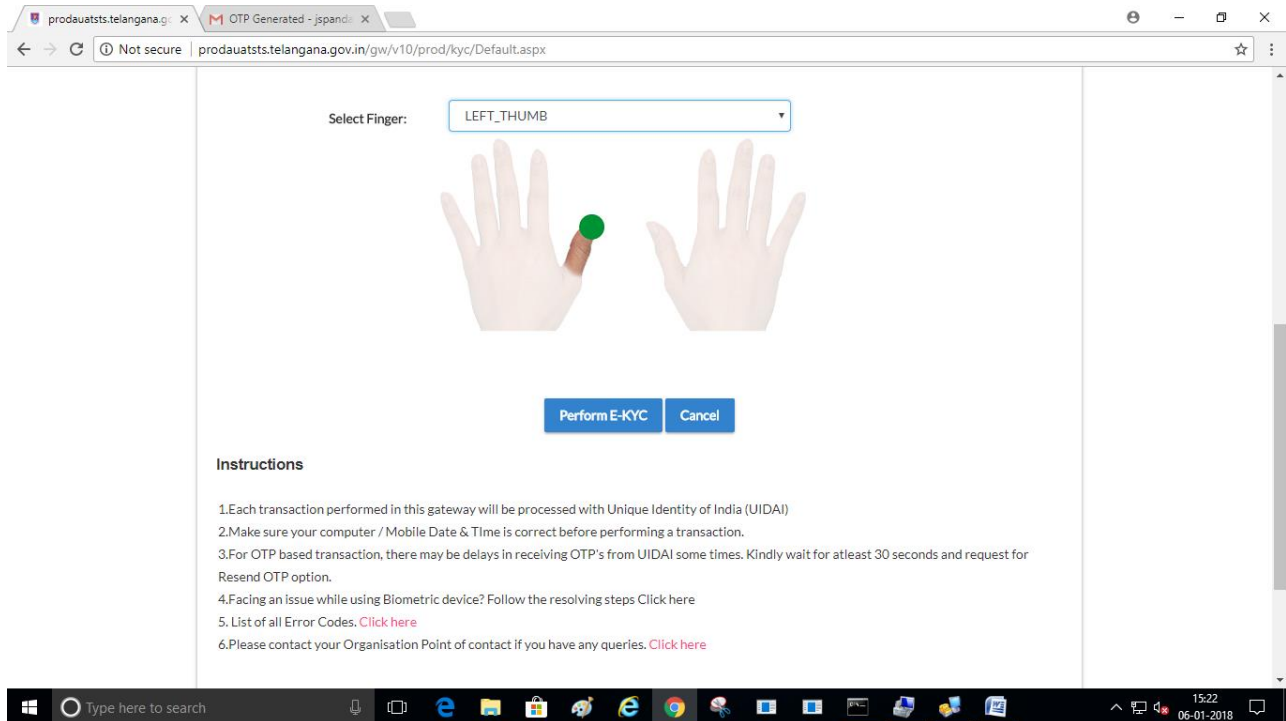 prodauatsts.telangana.gc
OTP Generated - jspanda
Not secure | prodauatsts.telangana.gov.in/gw/v10/prod/kyc/Default.aspx
Select Finger:
LEFT_THUMB
Perform E-KYC
Cancel
Instructions
1.Each transaction performed in this gateway will be processed with Unique Identity of India (UIDAI)
2.Make sure your computer / Mobile Date & TIme is correct before performing a transaction.
3.For OTP based transaction, there may be delays in receiving OTP's from UIDAI some times. Kindly wait for atleast 30 seconds and request for
Resend OTP option.
4.Facing an issue while using Biometric device? Follow the resolving steps Click here
5. List of all Error Codes. Click here
6.Please contact your Organisation Point of contact if you have any queries. Click here
Type here to search
15:22
06-01-2018